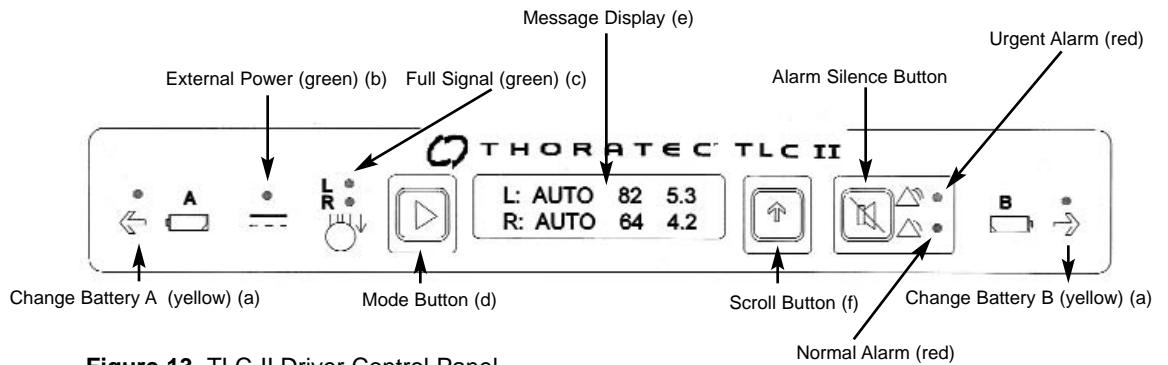 Message Display (e)
Urgent Alarm (red)
External Power (green) (b)
Full Signal (green) (c)
Alarm Silence Button
THORATEC TLC II
A
L
R
L: AUTO 82 5.3
R: AUTO 64 4.2
B
Change Battery A (yellow) (a)
Mode Button (d)
Scroll Button (f)
Change Battery B (yellow) (a)
Normal Alarm (red)
Figure 13. TLC II Driver Control Panel